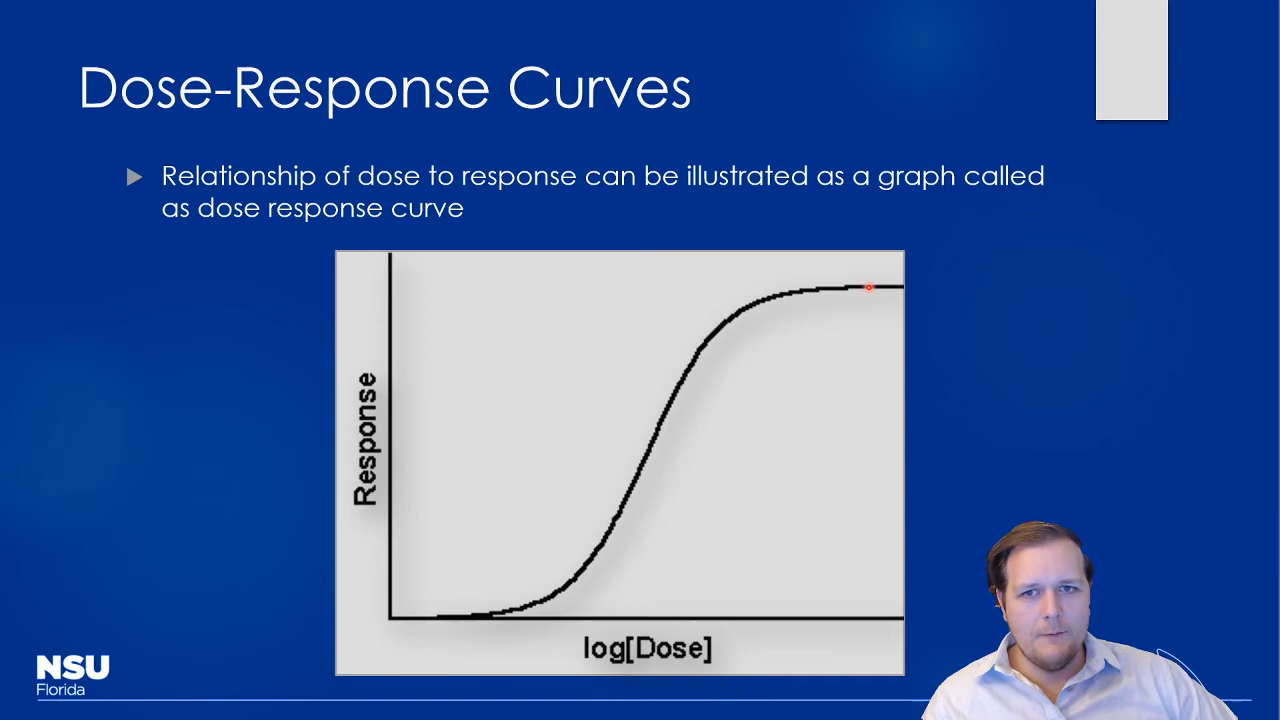 Dose-Response Curves
Relationship of dose to response can be illustrated as a graph called
as dose response curve
Response
log[Dose]
NSU
Florida